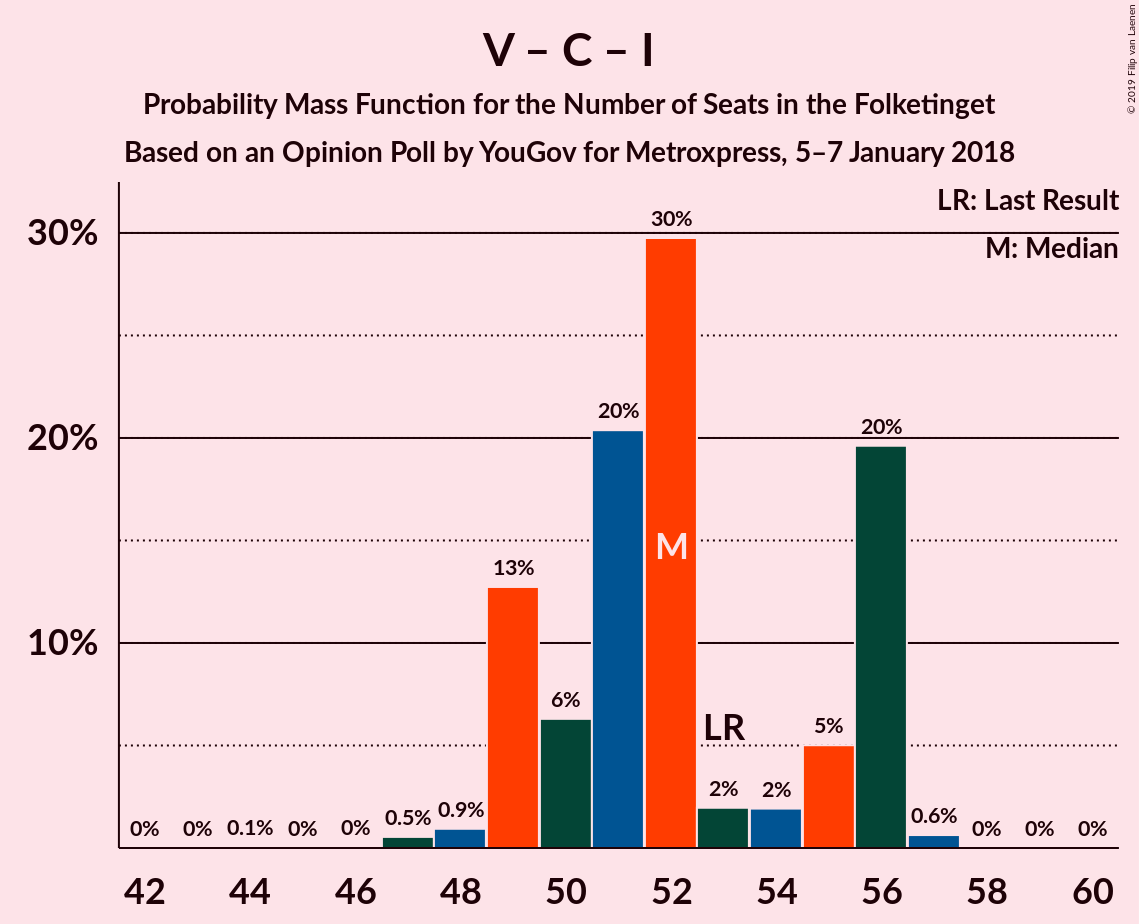 V – C – I
Probability Mass Function for the Number of Seats in the Folketinget
Based on an Opinion Poll by YouGov for Metroxpress, 5–7 January 2018
© 2019 Filip van Laenen
LR: Last Result
M: Median
30%
20%
10%
0%
0%
0.1%
0%
0%
0.5%
0.9%
13%
6%
20%
30%
M
LR
2%
2%
5%
20%
0.6%
0%
0%
0%
42 44 46 48 50 52 54 56 58 60